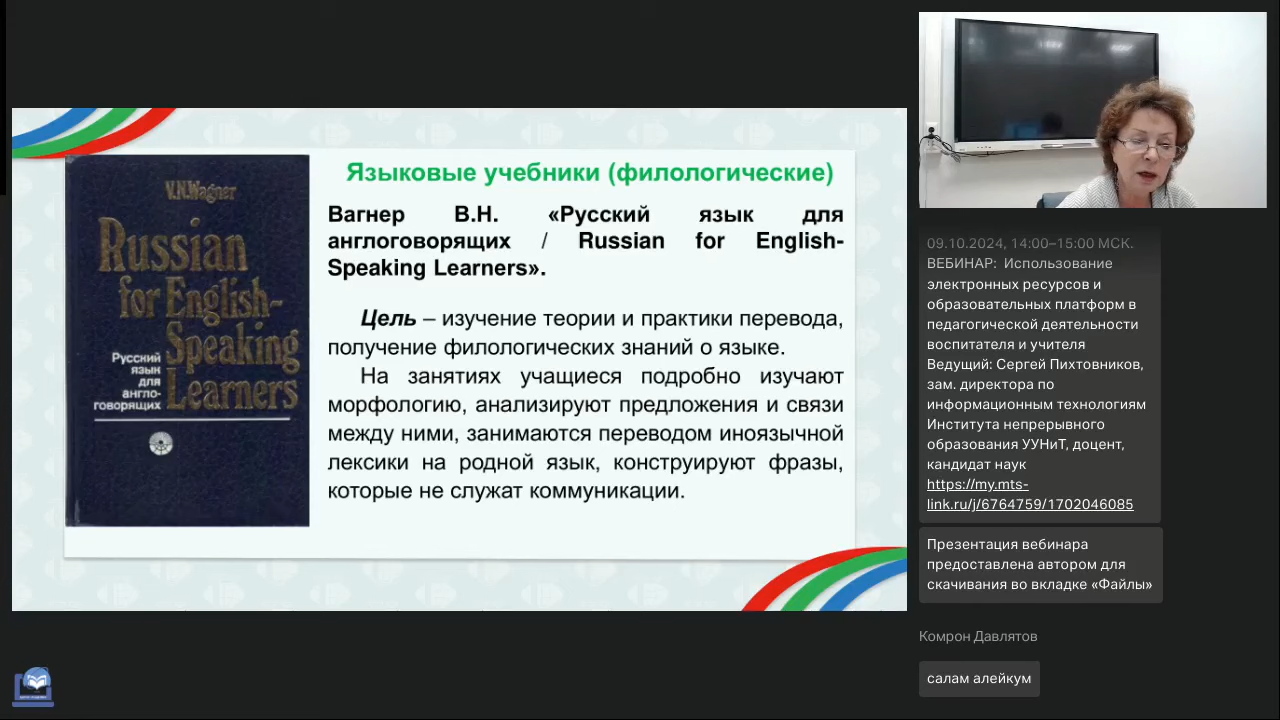 V.N.Wagner
Russian
for English-
Speaking
Learners
Русский
язык
для
англо-
говорящих
Языковые учебники (филологические)
Вагнер В.Н. «Русский язык для
англоговорящих / Russian for English-
Speaking Learners».
Цель – изучение теории и практики перевода,
получение филологических знаний о языке.
На занятиях учащиеся подробно изучают
морфологию, анализируют предложения и связи
между ними, занимаются переводом иноязычной
лексики на родной язык, конструируют фразы,
которые не служат коммуникации.
09.10.2024, 14:00–15:00 МСК.
ВЕБИНАР: Использование
электронных ресурсов и
образовательных платформ в
педагогической деятельности
воспитателя и учителя
Ведущий: Сергей Пихтовников,
зам. директора по
информационным технологиям
Института непрерывного
образования УУНиТ, доцент,
кандидат наук
https://my.mts-
link.ru/j/6764759/1702046085
Презентация вебинара
предоставлена автором для
скачивания во вкладке «Файлы»
Комрон Давлятов
салам алейкум